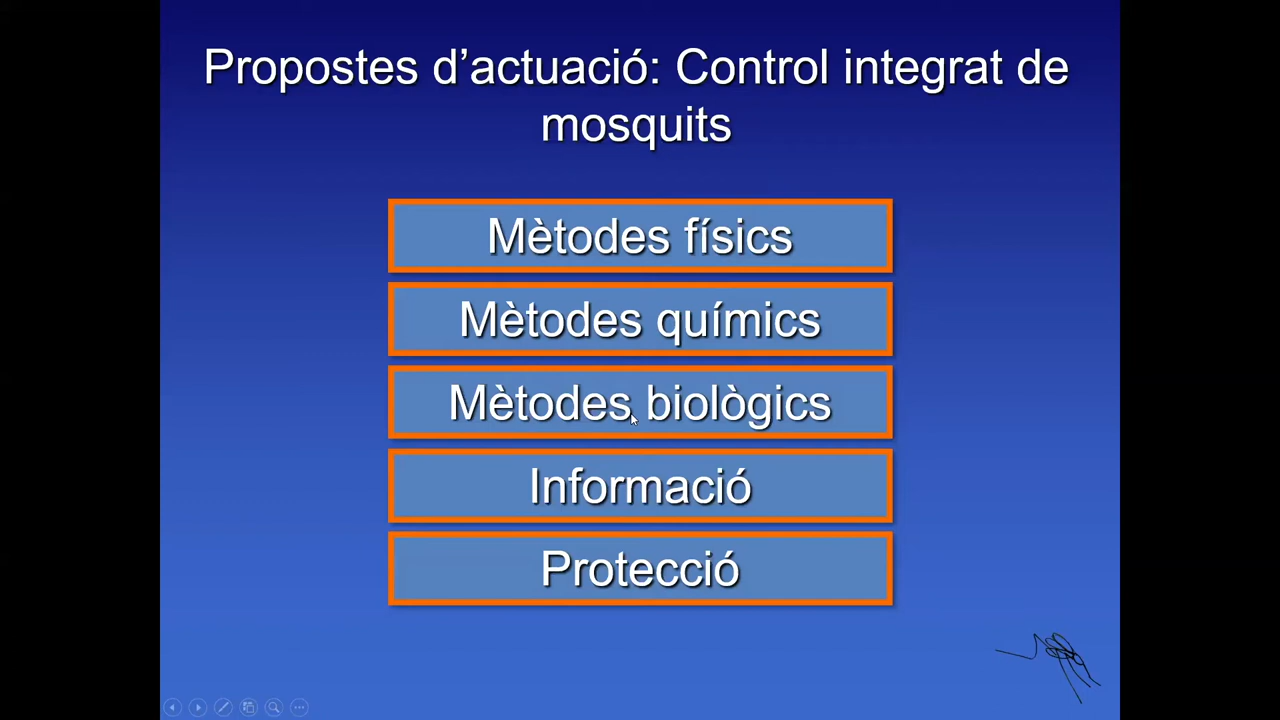 Propostes d’actuació: Control integrat de
mosquits
Mètodes físics
Mètodes químics
Mètodes biològics
Informació
Protecció